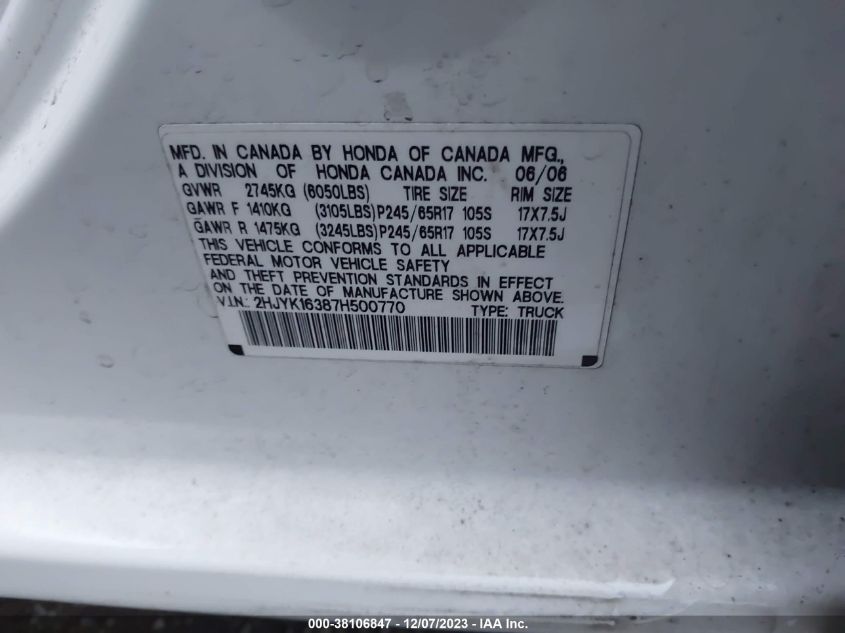 MFD. IN CANADA BY HONDA OF CANADA MFG.,
A DIVISION OF HONDA CANADA INC. 06/06
GVWR 2745KG (6050LBS) TIRE SIZE RIM SIZE
GAWR F 1410KG (3105LBS)P245/65R17 105S 17X7.5J
GAWR R 1475KG (3245LBS)P245/65R17 105S 17X7.5J
THIS VEHICLE CONFORMS TO ALL APPLICABLE
FEDERAL MOTOR VEHICLE SAFETY
AND THEFT PREVENTION STANDARDS IN EFFECT
ON THE DATE OF MANUFACTURE SHOWN ABOVE.
V.I.N.: 2HJYK16387H500770 TYPE: TRUCK
000-38106847 - 12/07/2023 - © IAA Inc.